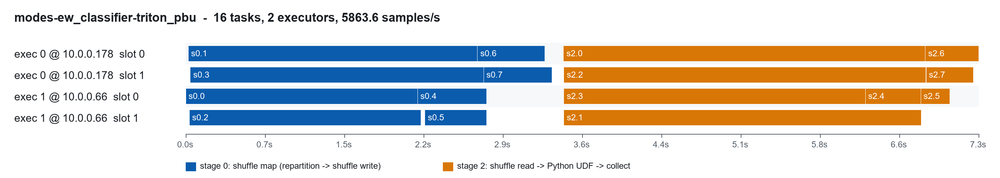 modes-ew_classifier-triton_pbu - 16 tasks, 2 executors, 5863.6 samples/s
exec 0 @ 10.0.0.178 slot 0 s0.1 s0.6 s2.0 s2.6
exec 0 @ 10.0.0.178 slot 1 s0.3 s0.7 s2.2 s2.7
exec 1 @ 10.0.0.66 slot 0 s0.0 s0.4 s2.3 s2.4 s2.5
exec 1 @ 10.0.0.66 slot 1 s0.2 s0.5 s2.1
0.0s 0.7s 1.5s 2.2s 2.9s 3.6s 4.4s 5.1s 5.8s 6.6s 7.3s
stage 0: shuffle map (repartition -> shuffle write) stage 2: shuffle read -> Python UDF -> collect